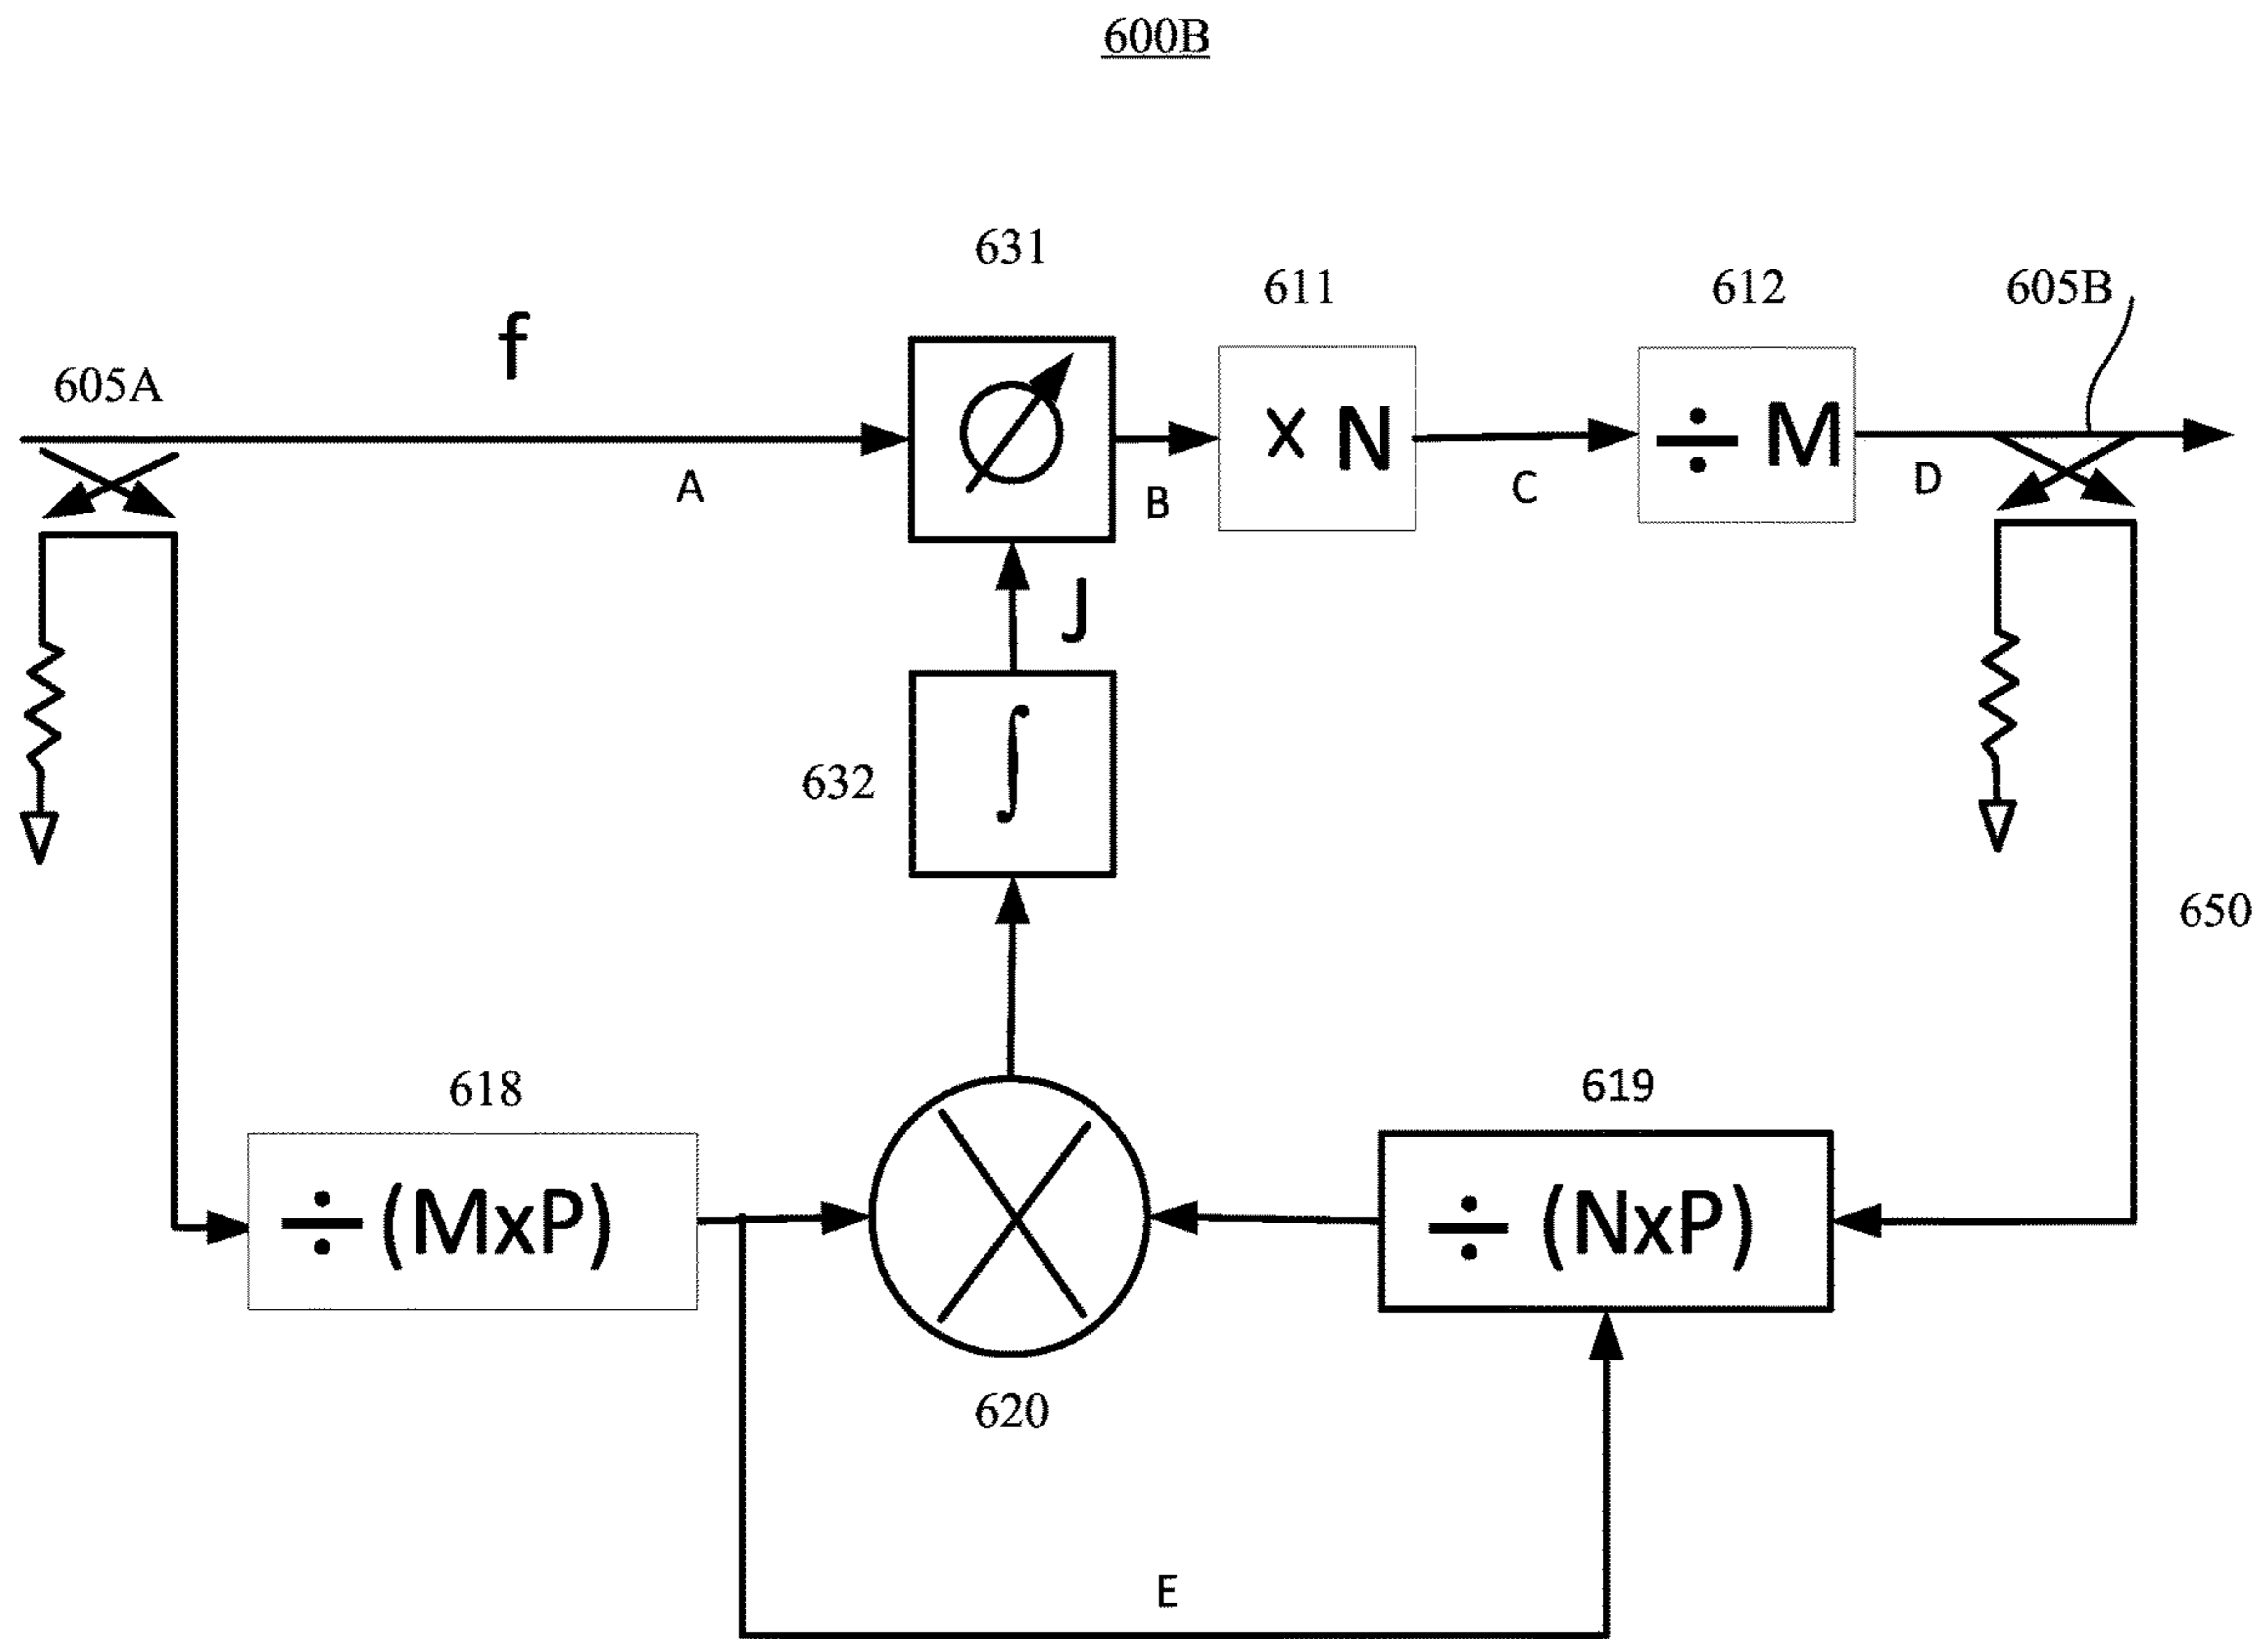 600B
631
611
612
605B
f
605A
× N
÷ M
A
B
C
D
J
∫
632
650
618
619
÷ (MxP)
÷ (NxP)
620
E